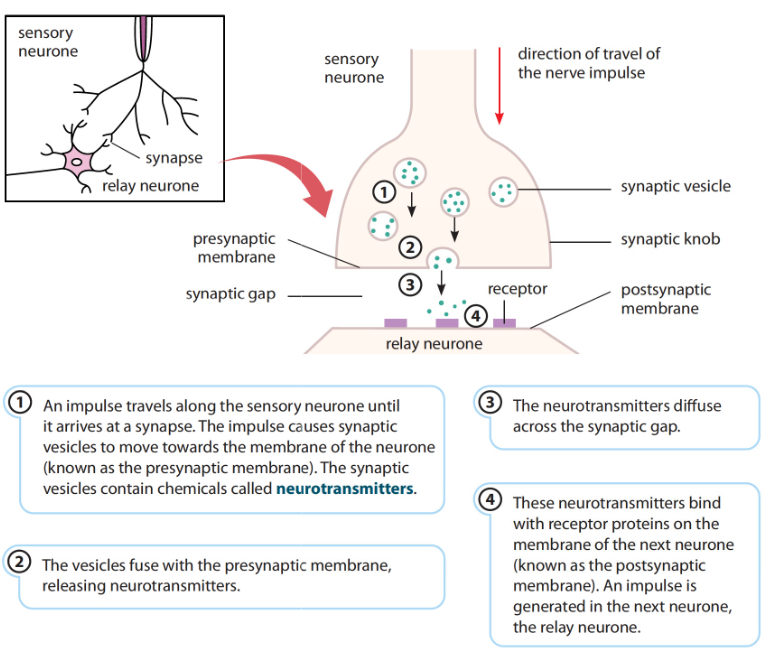 sensory
neurone
synapse
relay neurone
sensory
neurone
direction of travel of
the nerve impulse
1
synaptic vesicle
2
synaptic knob
presynaptic
membrane
3
synaptic gap
receptor
4
postsynaptic
membrane
relay neurone
1
An impulse travels along the sensory neurone until
it arrives at a synapse. The impulse causes synaptic
vesicles to move towards the membrane of the neurone
(known as the presynaptic membrane). The synaptic
vesicles contain chemicals called neurotransmitters.
2
The vesicles fuse with the presynaptic membrane,
releasing neurotransmitters.
3
The neurotransmitters diffuse
across the synaptic gap.
4
These neurotransmitters bind
with receptor proteins on the
membrane of the next neurone
(known as the postsynaptic
membrane). An impulse is
generated in the next neurone,
the relay neurone.